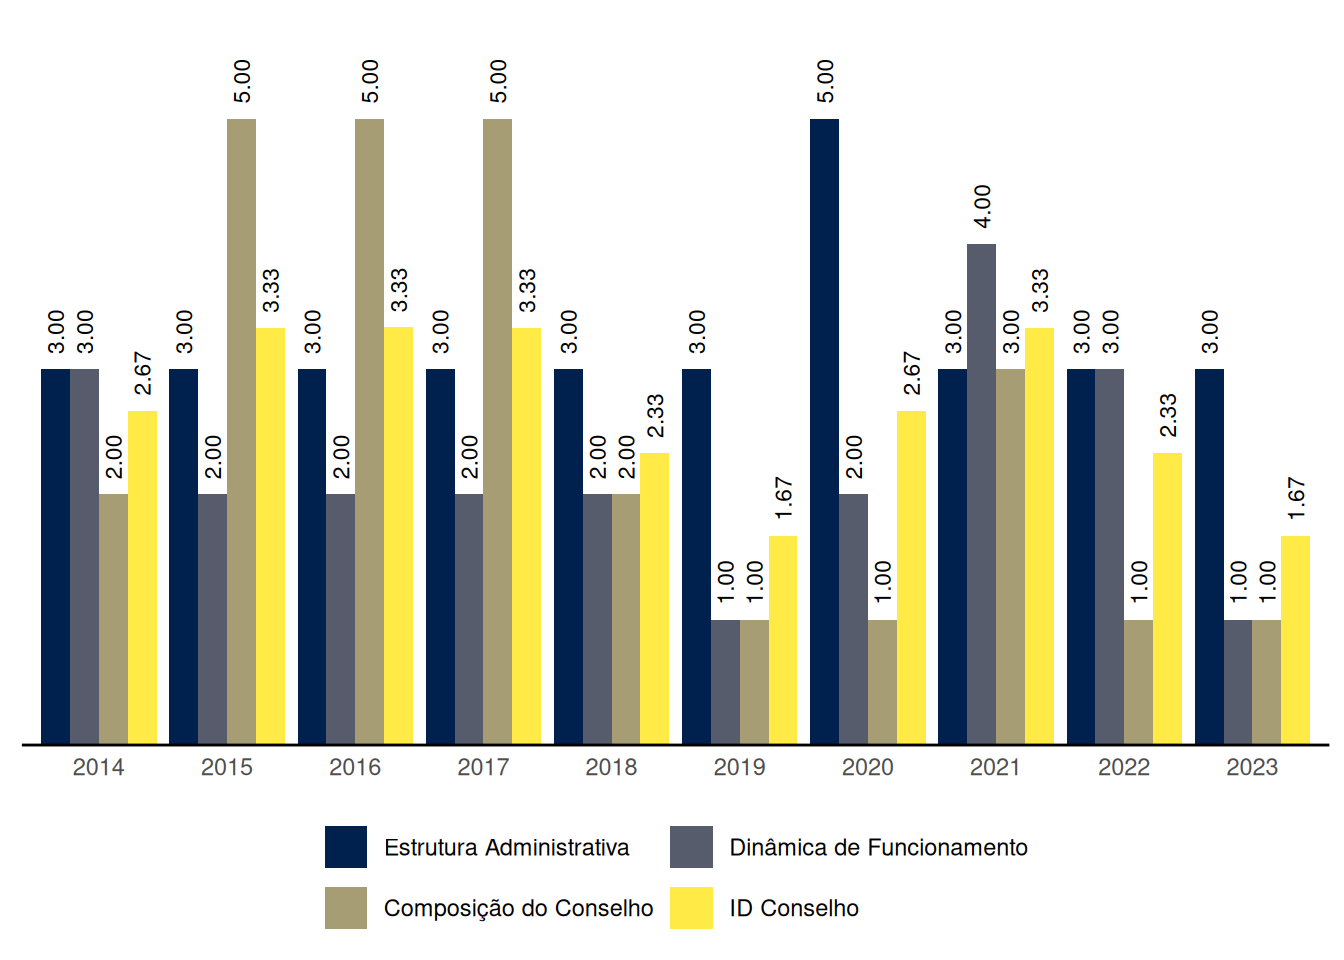 3.00 3.00 2.00 2.67 3.00 2.00 5.00 3.33 3.00 2.00 5.00 3.33 3.00 2.00 5.00 3.33 3.00 2.00 2.00 2.33 3.00 1.00 1.00 1.67 5.00 2.00 1.00 2.67 3.00 4.00 3.00 3.33 3.00 3.00 1.00 2.33 3.00 1.00 1.00 1.67
2014 2015 2016 2017 2018 2019 2020 2021 2022 2023
Estrutura Administrativa Dinâmica de Funcionamento
Composição do Conselho ID Conselho